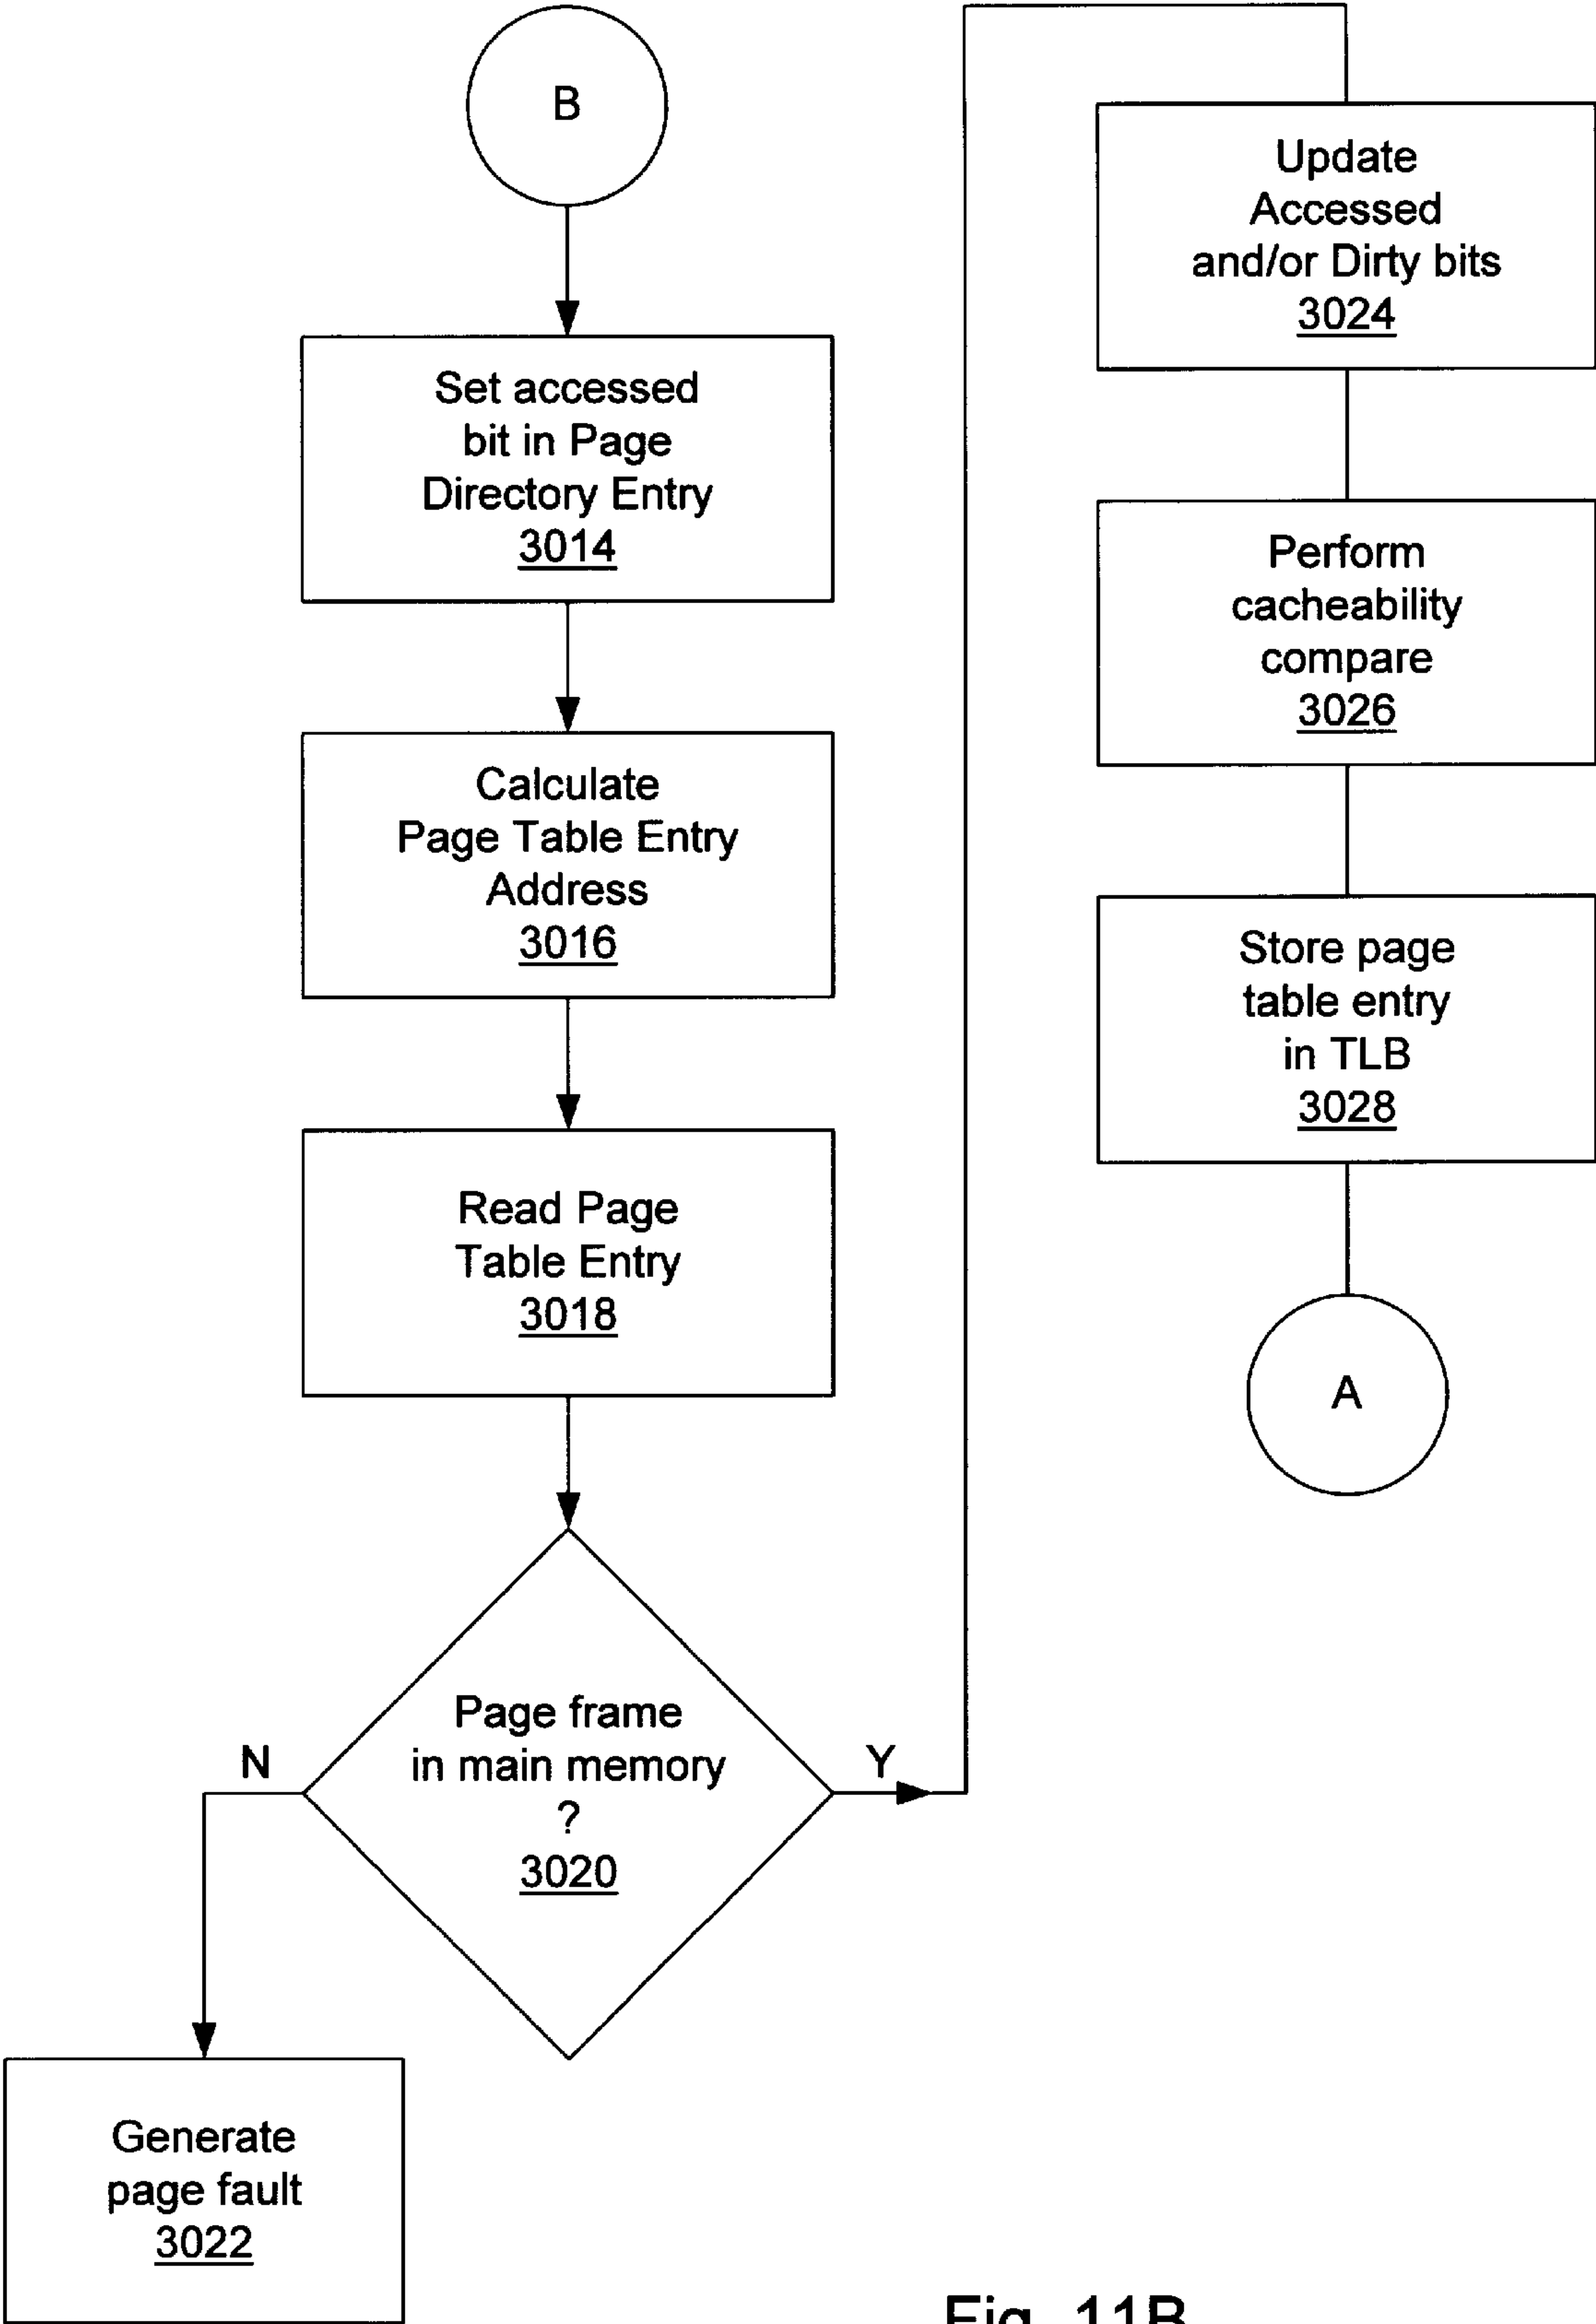 B
Set accessed
bit in Page
Directory Entry
3014
Calculate
Page Table Entry
Address
3016
Read Page
Table Entry
3018
Page frame
in main memory
?
3020
N
Y
Generate
page fault
3022
Update
Accessed
and/or Dirty bits
3024
Perform
cacheability
compare
3026
Store page
table entry
in TLB
3028
A
Fig. 11B